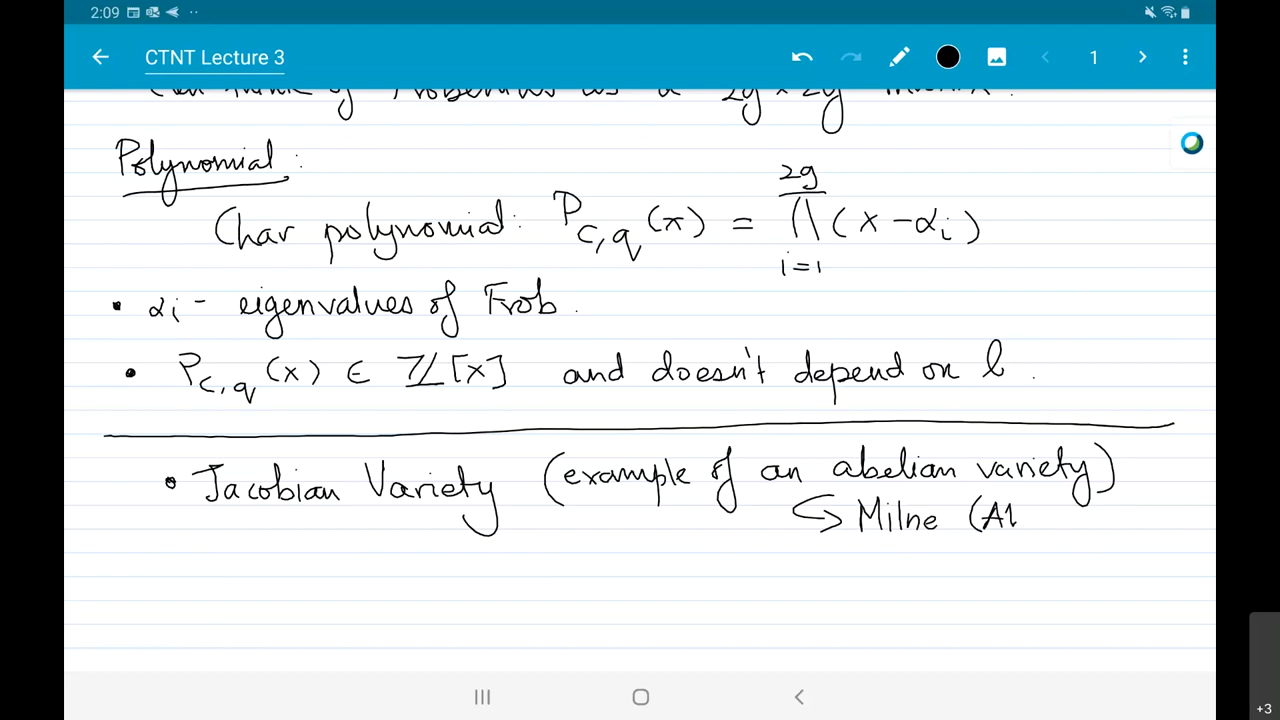 2:09
CTNT Lecture 3
1
Polynomial:
Char polynomial: P_{C,q}(x) = ∏_{i=1}^{2g} (x - α_i)
• α_i - eigenvalues of Frob.
• P_{C,q}(x) ∈ ℤ[x] and doesn't depend on l.
• Jacobian Variety (example of an abelian variety)
↪ Milne (A
+3